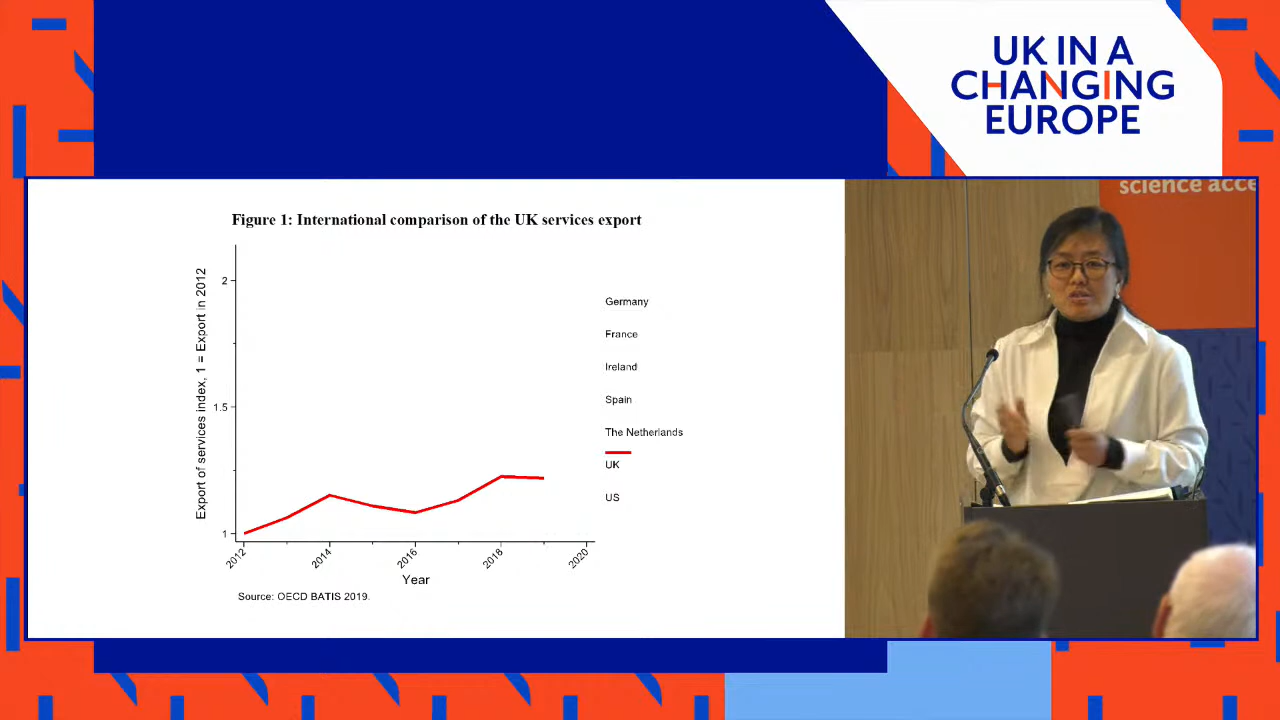 UK IN A
CHANGING
EUROPE
science acce
Figure 1: International comparison of the UK services export
Export of services index, 1 = Export in 2012
2
1.5
1
2012
2014
2016
2018
2020
Year
Germany
France
Ireland
Spain
The Netherlands
UK
US
Source: OECD BATIS 2019.